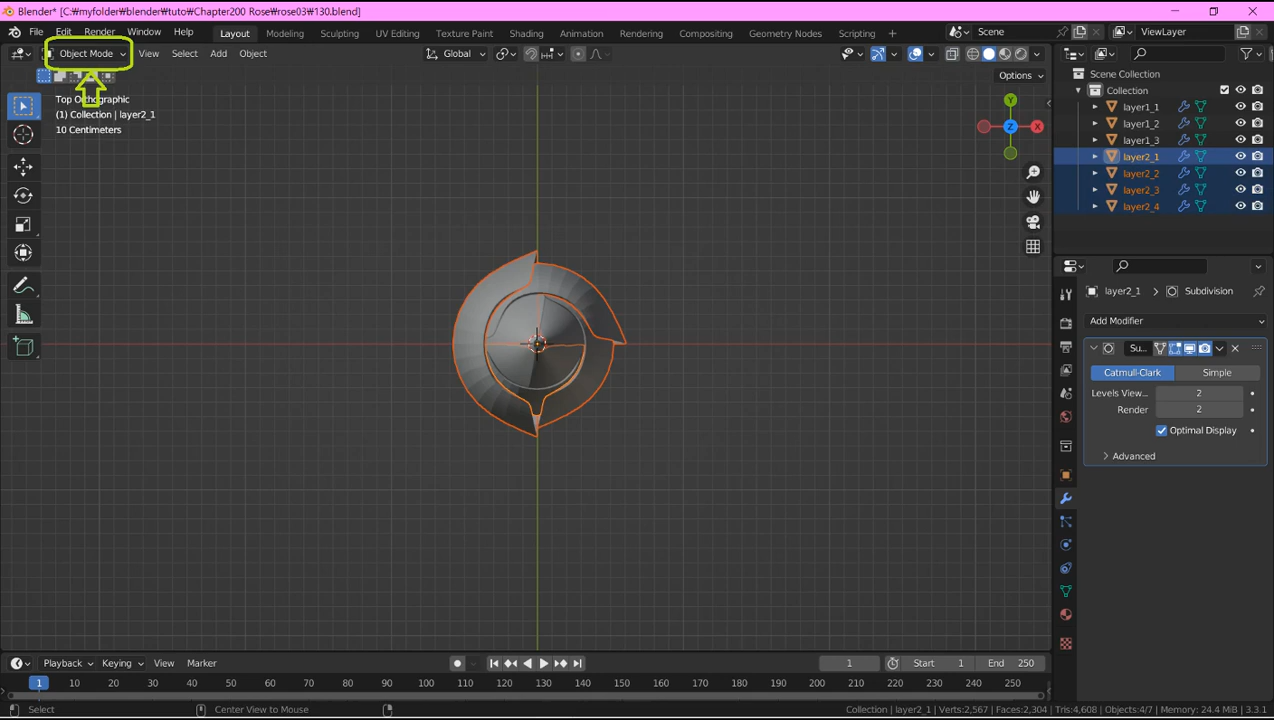 Blender* [C:₩myfolder₩blender₩tuto₩Chapter200 Rose₩rose03₩130.blend]
File Edit Render Window Help Layout Modeling Sculpting UV Editing Texture Paint Shading Animation Rendering Compositing Geometry Nodes Scripting + Scene ViewLayer
Object Mode View Select Add Object Global
Options
Top Orthographic
(1) Collection | layer2_1
10 Centimeters
Y
Z X
Scene Collection
Collection
layer1_1
layer1_2
layer1_3
layer2_1
layer2_2
layer2_3
layer2_4
layer2_1 > Subdivision
Add Modifier
Su...
Catmull-Clark Simple
Levels View... 2
Render 2
Optimal Display
> Advanced
Playback Keying View Marker 1 Start 1 End 250
1 10 20 30 40 50 60 70 80 90 100 110 120 130 140 150 160 170 180 190 200 210 220 230 240 250
Select Center View to Mouse Collection | layer2_1 | Verts:2,567 | Faces:2,304 | Tris:4,608 | Objects:4/7 | Memory: 24.4 MiB | 3.3.1